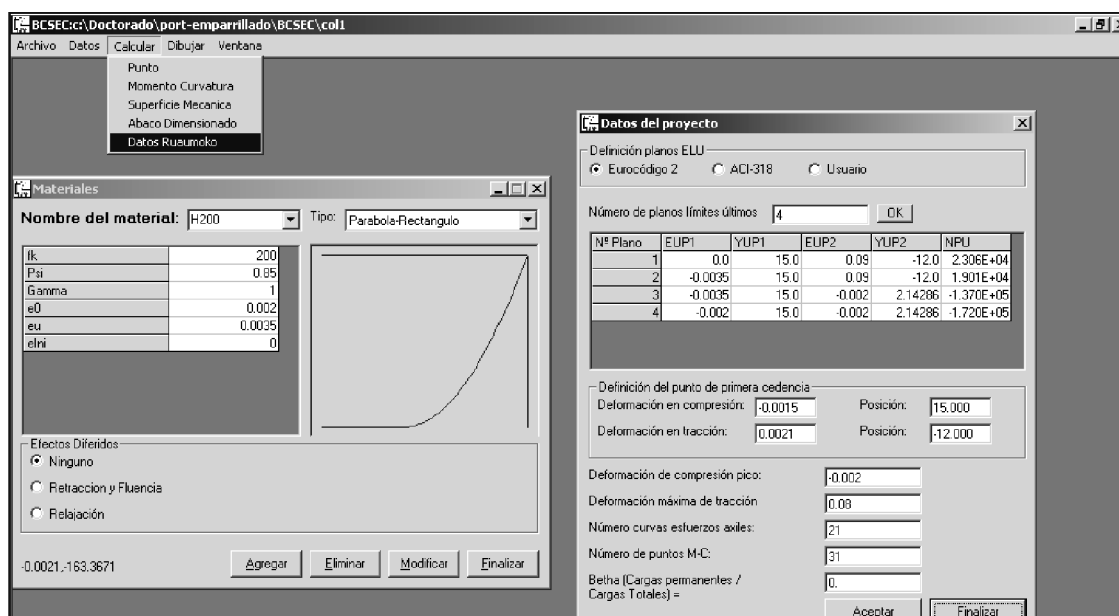 BCSEC:c:\Doctorado\port-emparrillado\BCSEC\col1
Archivo Datos Calcular Dibujar Ventana
Punto
Momento Curvatura
Superficie Mecanica
Abaco Dimensionado
Datos Ruaumoko
Materiales
Nombre del material: H200 Tipo: Parabola-Rectangulo
fk 200
Psi 0.85
Gamma 1
e0 0.002
eu 0.0035
eIni 0
Efectos Diferidos
Ninguno
Retraccion y Fluencia
Relajación
-0.0021,-163.3671 Agregar Eliminar Modificar Finalizar
Datos del proyecto
Definición planos ELU
Eurocódigo 2 ACI-318 Usuario
Número de planos límites últimos 4 OK
Nº Plano EUP1 YUP1 EUP2 YUP2 NPU
1 0.0 15.0 0.09 -12.0 2.306E+04
2 -0.0035 15.0 0.09 -12.0 1.901E+04
3 -0.0035 15.0 -0.002 2.14286 -1.370E+05
4 -0.002 15.0 -0.002 2.14286 -1.720E+05
Definición del punto de primera cedencia
Deformación en compresión: -0.0015 Posición: 15.000
Deformación en tracción: 0.0021 Posición: -12.000
Deformación de compresión pico: -0.002
Deformación máxima de tracción 0.08
Número curvas esfuerzos axiles: 21
Número de puntos M-C: 31
Betha (Cargas permanentes /
Cargas Totales) = 0.
Aceptar Finalizar